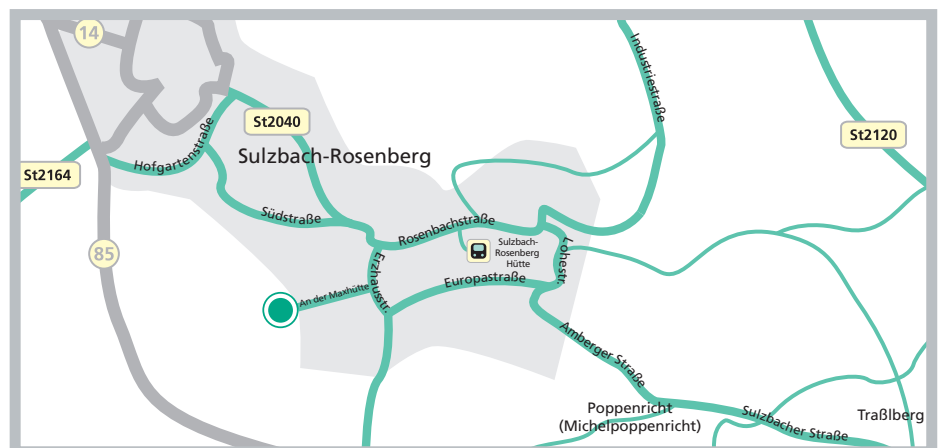 14
Industriestraße
St2040
St2120
Hofgartenstraße
Sulzbach-Rosenberg
St2164
Südstraße
Rosenbachstraße
85
Sulzbach-
Rosenberg
Hütte
Lohestr.
Erzhausstr.
Europastraße
An der Maxhütte
Amberger Straße
Poppenricht
(Michelpoppenricht)
Sulzbacher Straße
Traßlberg